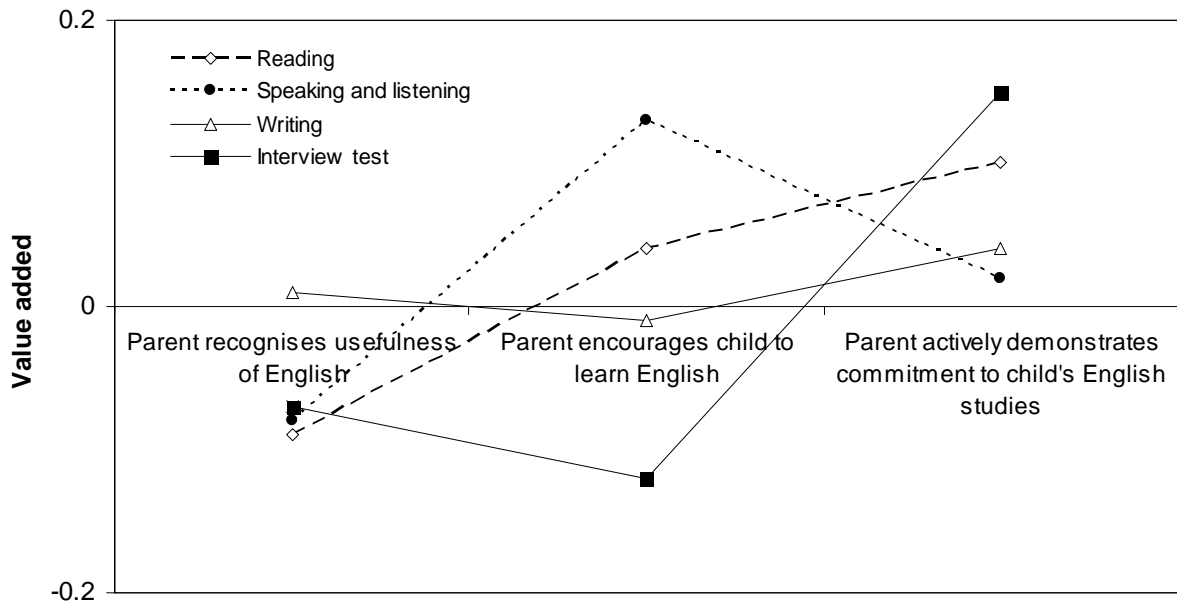 0.2
Reading
Speaking and listening
Writing
Interview test
Value added
0
Parent recognises usefulness
of English
Parent encourages child to
learn English
Parent actively demonstrates
commitment to child's English
studies
-0.2